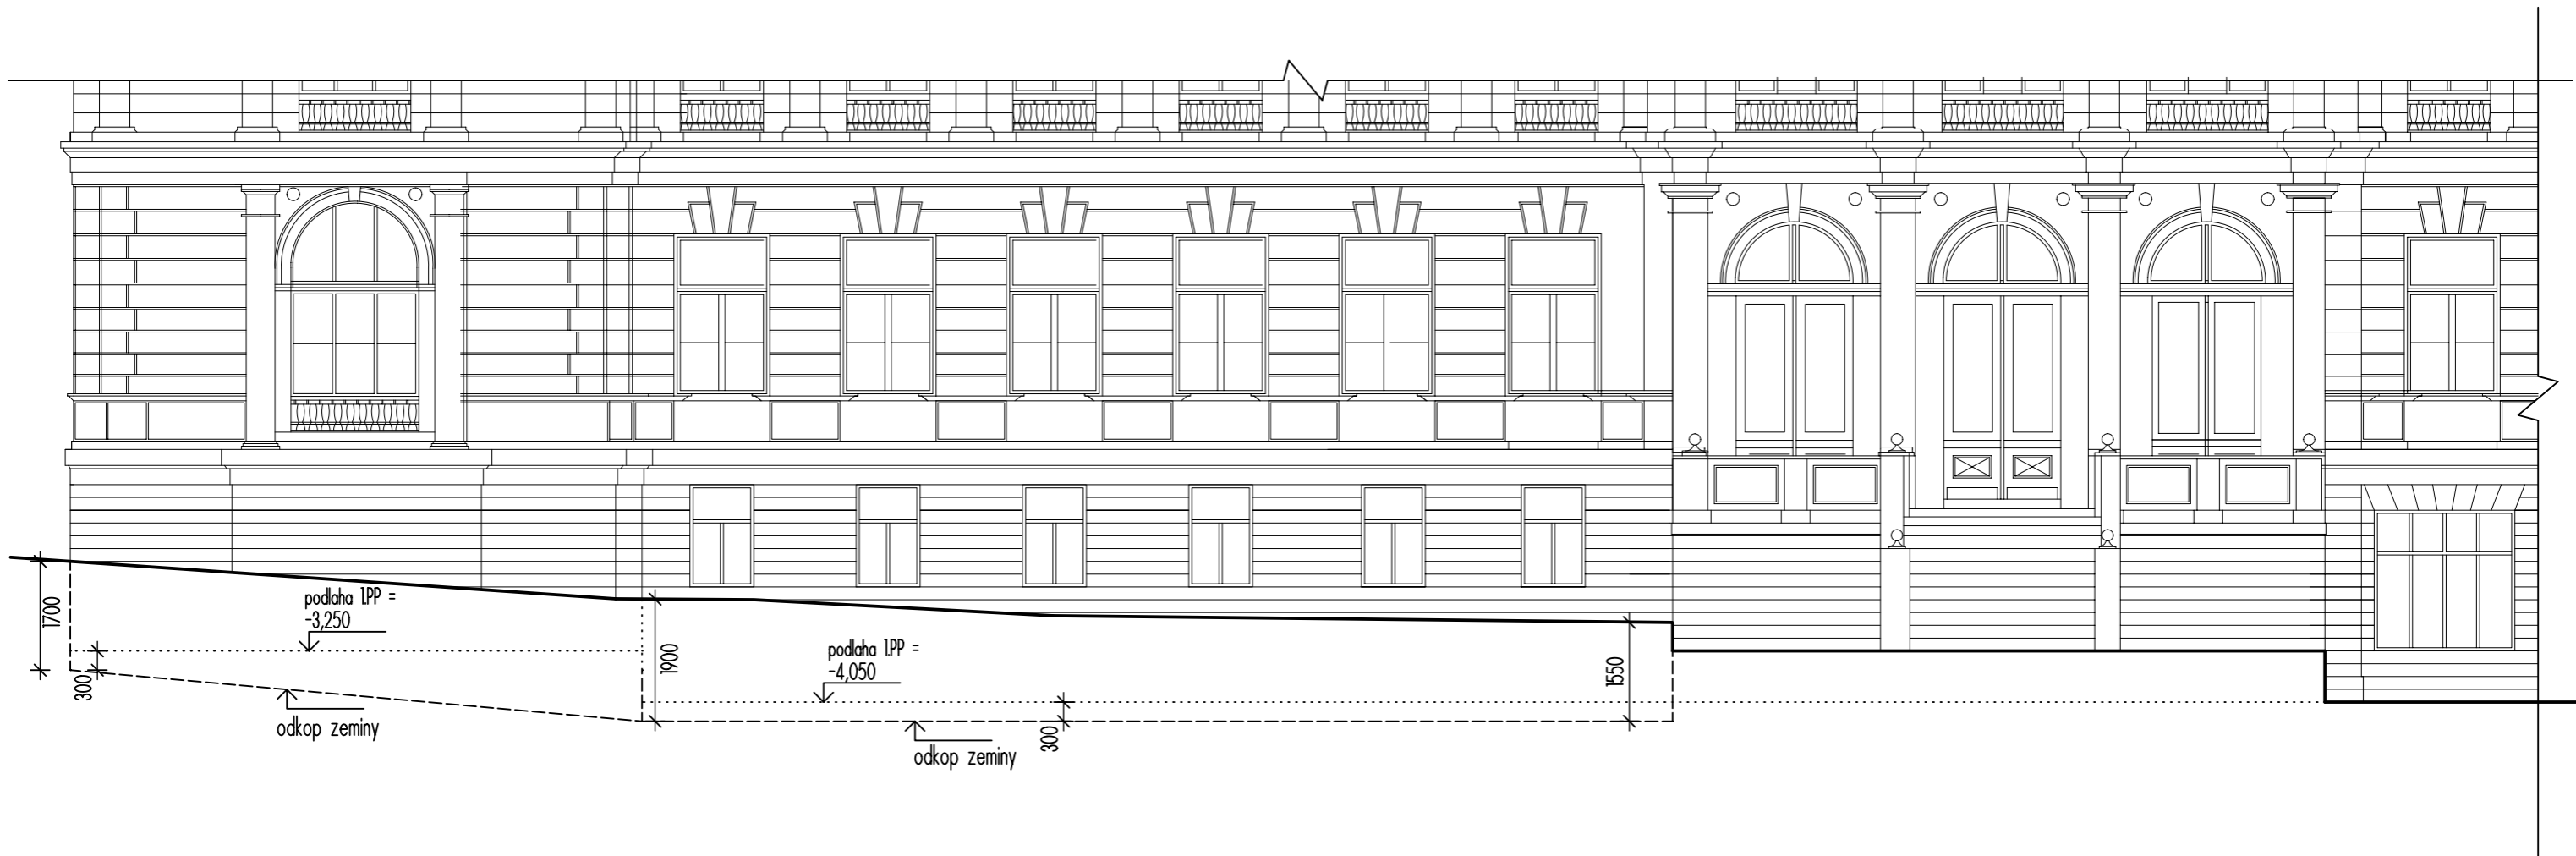 1700
300
podlaha 1.PP =
-3,250
odkop zeminy
1900
podlaha 1.PP =
-4,050
odkop zeminy
300
1550